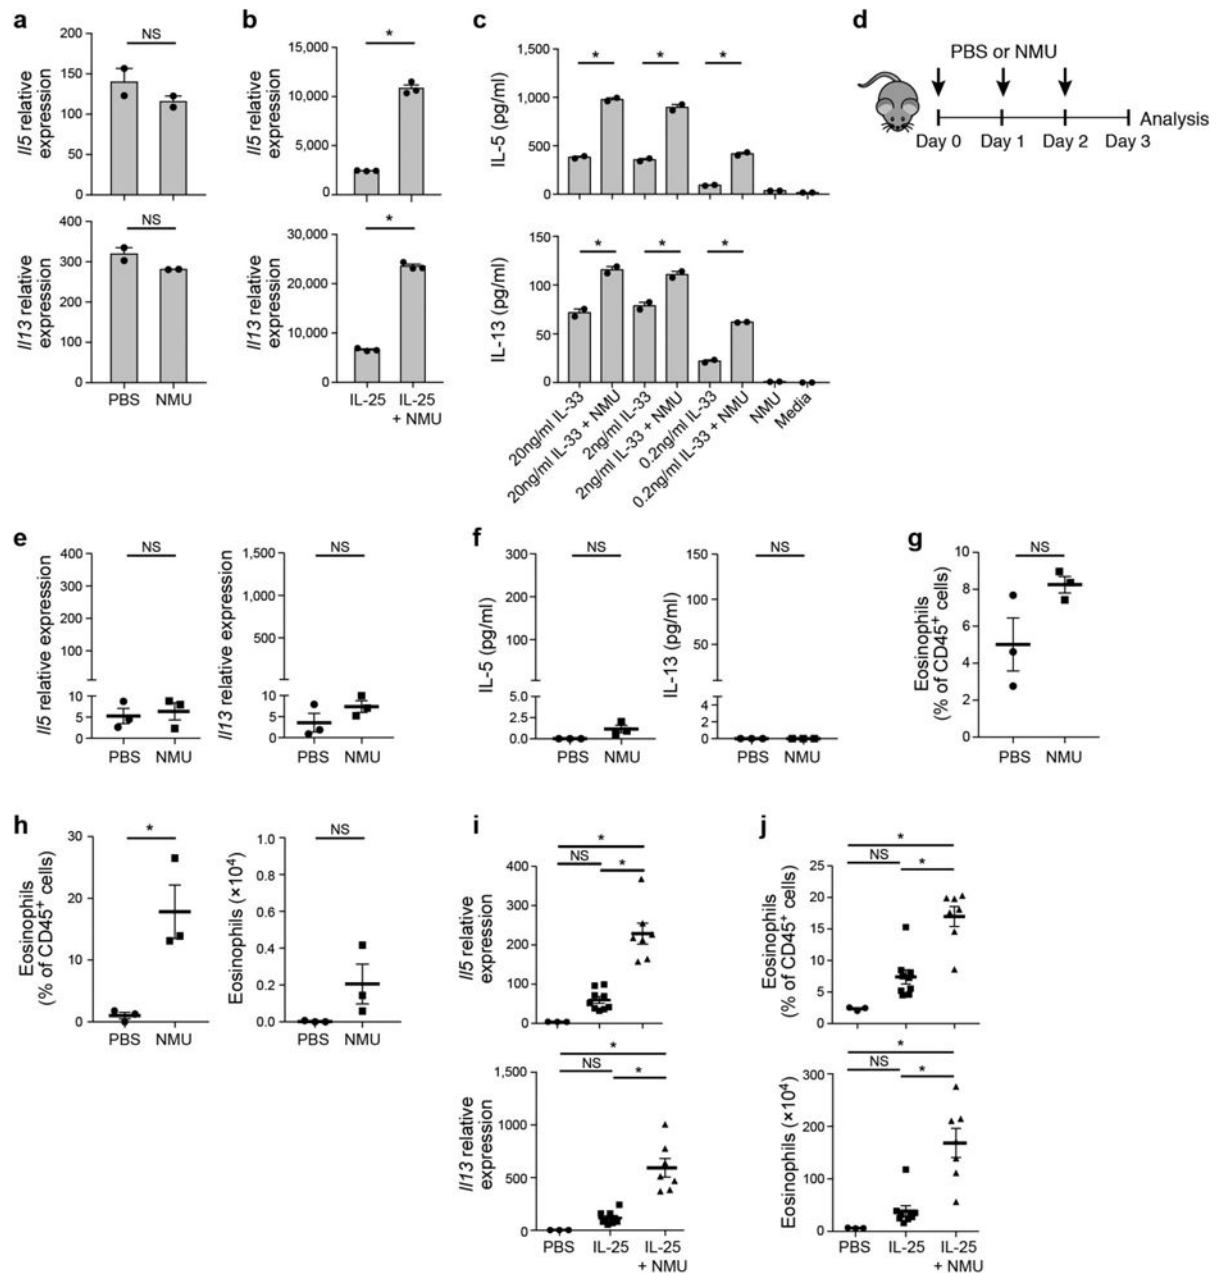 a
Il5 relative
expression
200
150
100
50
0
NS
Il13 relative
expression
400
300
200
100
0
NS
PBS NMU
b
Il5 relative
expression
15,000
10,000
5,000
0
*
Il13 relative
expression
30,000
20,000
10,000
0
*
IL-25 IL-25
+ NMU
c
IL-5 (pg/ml)
1,500
1,000
500
0
* * *
IL-13 (pg/ml)
150
100
50
0
* * *
20ng/ml IL-33
20ng/ml IL-33 + NMU
2ng/ml IL-33
2ng/ml IL-33 + NMU
0.2ng/ml IL-33
0.2ng/ml IL-33 + NMU
NMU
Media
d
PBS or NMU
Analysis
Day 0 Day 1 Day 2 Day 3
e
Il5 relative expression
400
300
200
100
10
5
0
NS
PBS NMU
Il13 relative expression
1,500
1,000
500
10
5
0
NS
PBS NMU
f
IL-5 (pg/ml)
300
200
100
5.0
2.5
0.0
NS
PBS NMU
IL-13 (pg/ml)
150
100
50
4
2
0
NS
PBS NMU
g
Eosinophils
(% of CD45+ cells)
10
8
6
4
2
0
NS
PBS NMU
h
Eosinophils
(% of CD45+ cells)
30
20
10
0
*
PBS NMU
Eosinophils (×104)
1.0
0.8
0.6
0.4
0.2
0.0
NS
PBS NMU
i
*
NS
*
Il5 relative
expression
400
300
200
100
0
*
NS
*
Il13 relative
expression
1,500
1000
500
0
PBS IL-25 IL-25
+ NMU
j
*
NS
*
Eosinophils
(% of CD45+ cells)
25
20
15
10
5
0
*
NS
*
Eosinophils (×104)
300
200
100
0
PBS IL-25 IL-25
+ NMU